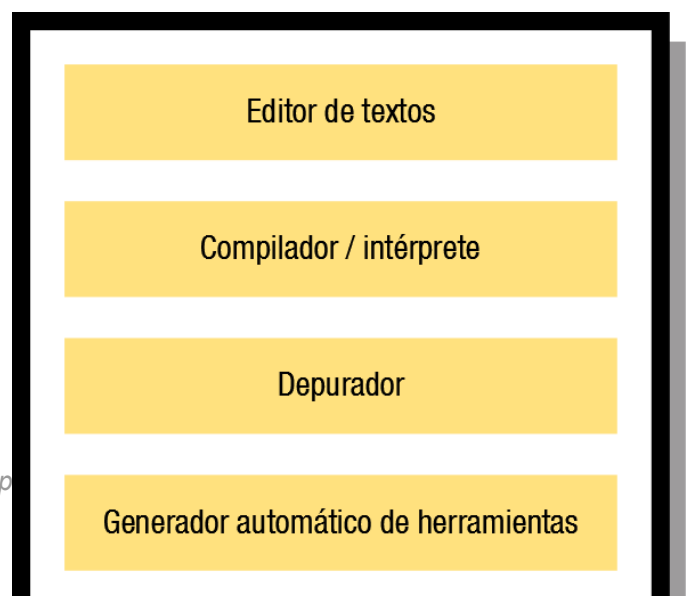 Editor de textos
Compilador / intérprete
Depurador
p
Generador automático de herramientas